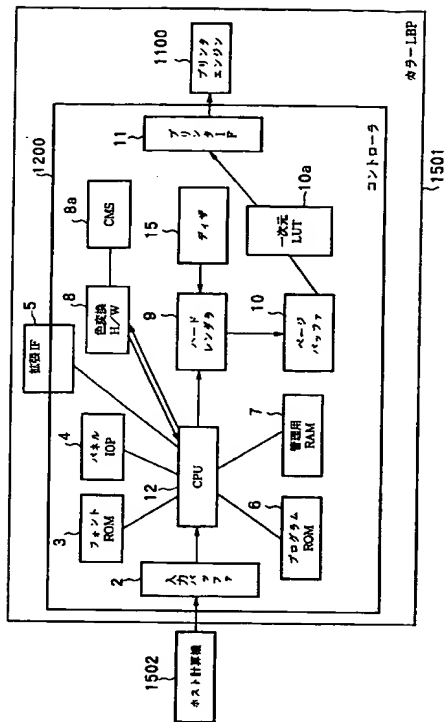 1502
ホスト計算機
2
入力
バッファ
3
フォント
ROM
4
パネル
IOP
5
拡張IF
12
CPU
6
プログラム
ROM
7
管理用
RAM
8
色変換
H/W
8a
CMS
9
ハード
レンダラ
15
ディザ
10
ページ
バッファ
10a
一次元
LUT
11
プリンターIF
1200
コントローラ
1100
プリンタ
エンジン
カラーLBP
1501